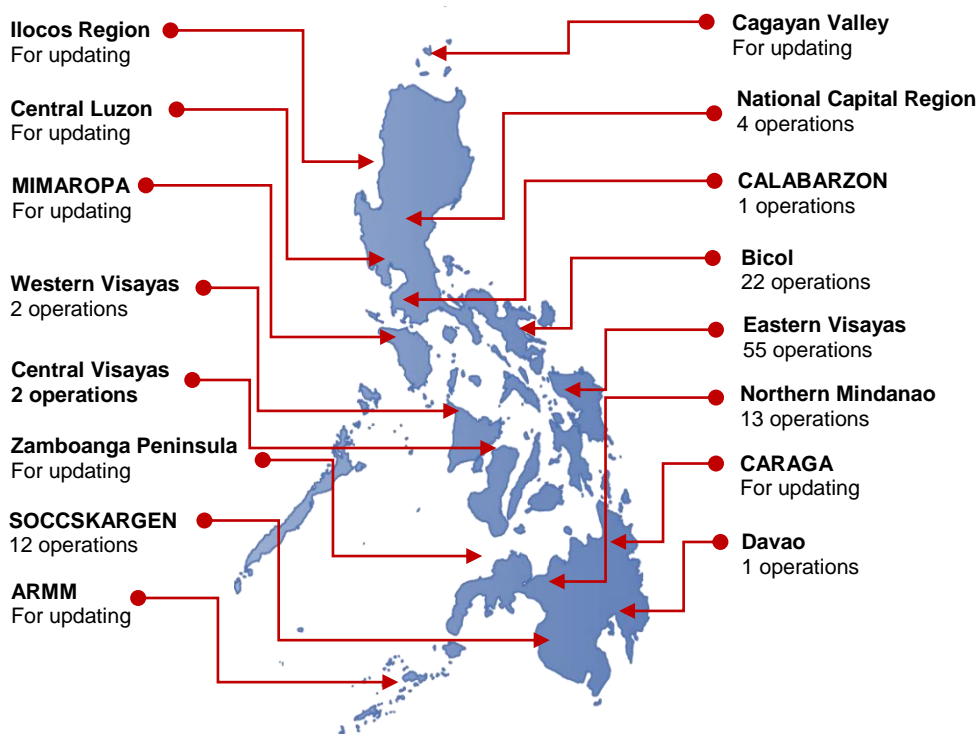 Ilocos Region
For updating
Central Luzon
For updating
MIMAROPA
For updating
Western Visayas
2 operations
Central Visayas
2 operations
Zamboanga Peninsula
For updating
SOCCSKARGEN
12 operations
ARMM
For updating
Cagayan Valley
For updating
National Capital Region
4 operations
CALABARZON
1 operations
Bicol
22 operations
Eastern Visayas
55 operations
Northern Mindanao
13 operations
CARAGA
For updating
Davao
1 operations